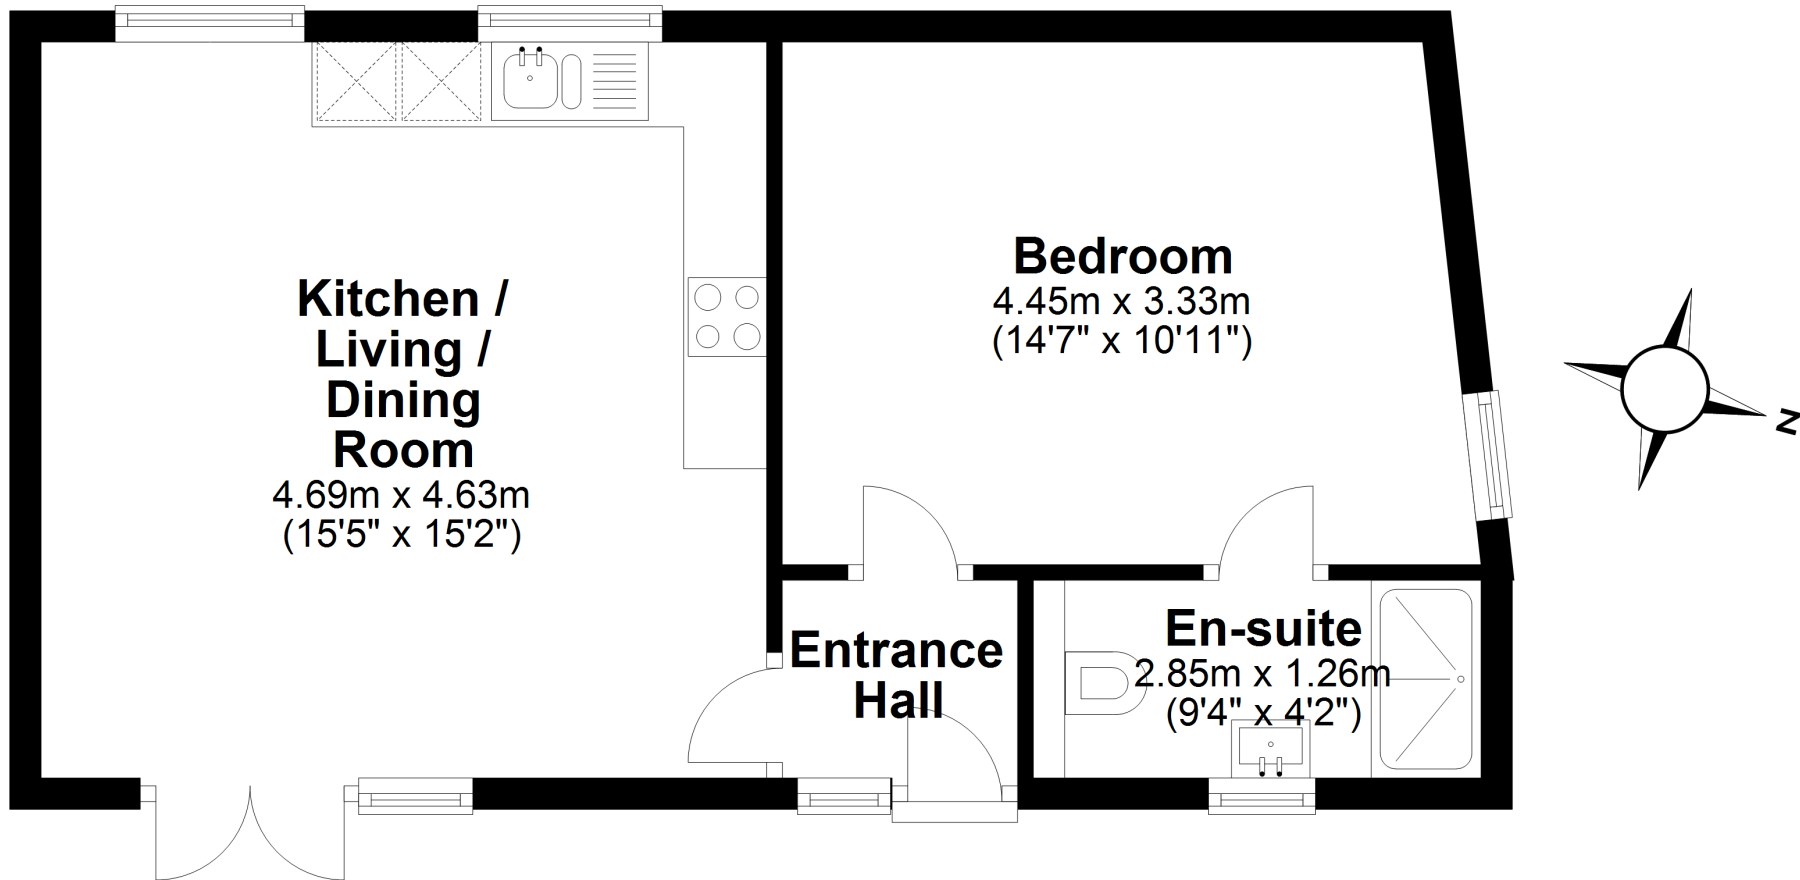 Kitchen /
Living /
Dining
Room
4.69m x 4.63m
(15'5" x 15'2")
Bedroom
4.45m x 3.33m
(14'7" x 10'11")
Entrance
Hall
En-suite
2.85m x 1.26m
(9'4" x 4'2")
N